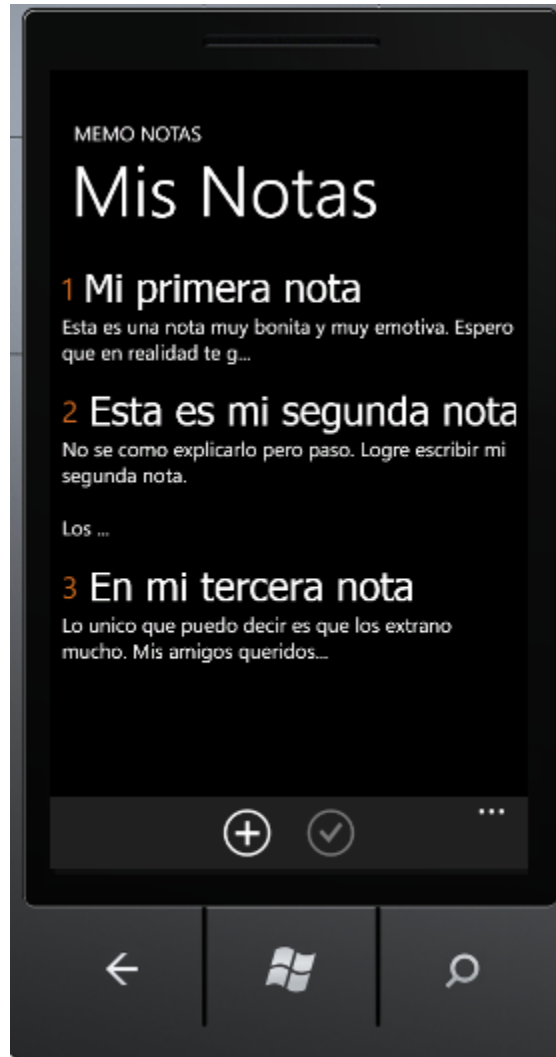 MEMO NOTAS
Mis Notas
1 Mi primera nota
Esta es una nota muy bonita y muy emotiva. Espero
que en realidad te g...
2 Esta es mi segunda nota
No se como explicarlo pero paso. Logre escribir mi
segunda nota.
Los ...
3 En mi tercera nota
Lo unico que puedo decir es que los extrano
mucho. Mis amigos queridos...